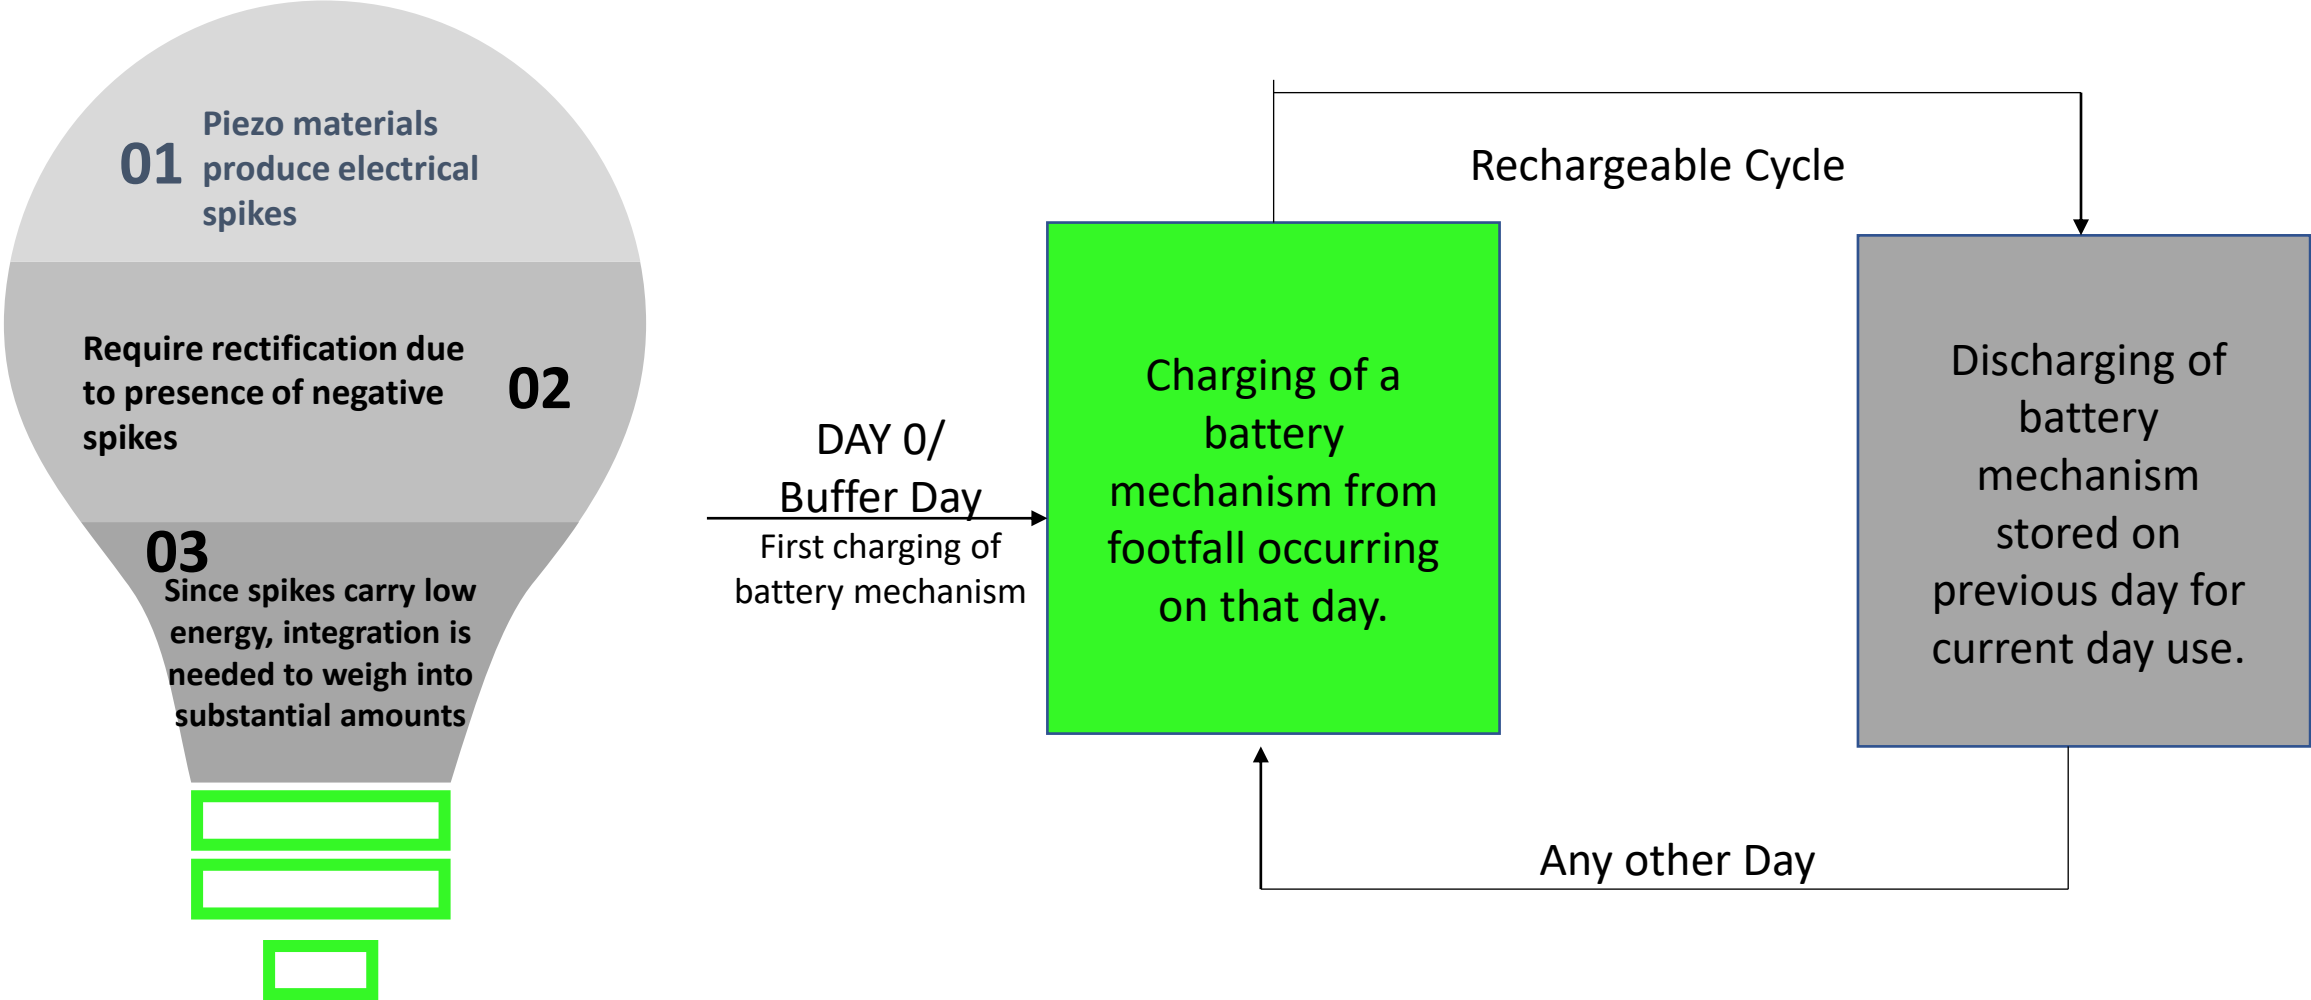 01
Piezo materials
produce electrical
spikes
Require rectification due
to presence of negative
spikes
02
03
Since spikes carry low
energy, integration is
needed to weigh into
substantial amounts
DAY 0/
Buffer Day
First charging of
battery mechanism
Charging of a
battery
mechanism from
footfall occurring
on that day.
Rechargeable Cycle
Discharging of
battery
mechanism
stored on
previous day for
current day use.
Any other Day